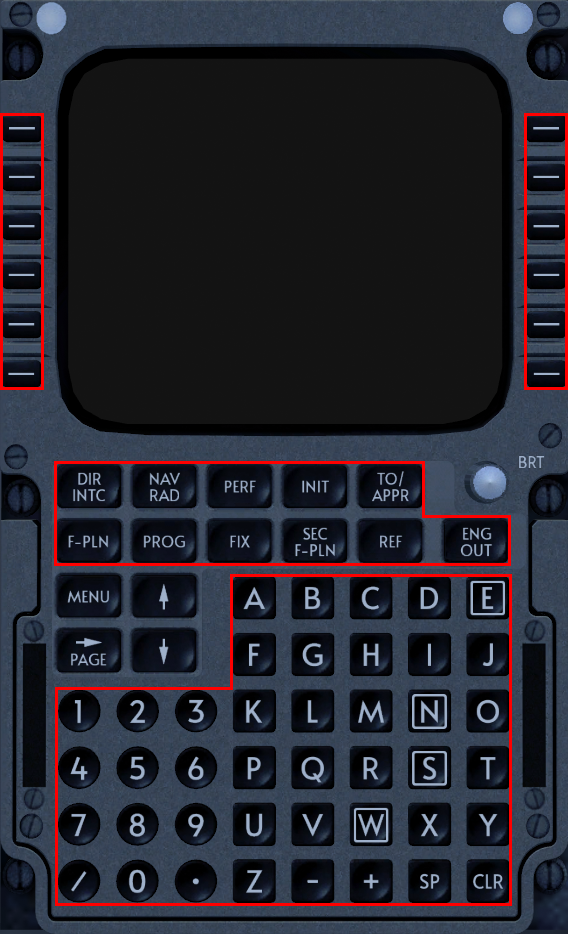 BRT
DIR INTC
NAV RAD
PERF
INIT
TO/ APPR
F-PLN
PROG
FIX
SEC F-PLN
REF
ENG OUT
MENU
PAGE
A B C D E
F G H I J
1 2 3 K L M N O
4 5 6 P Q R S T
7 8 9 U V W X Y
/ 0 . Z - + SP CLR